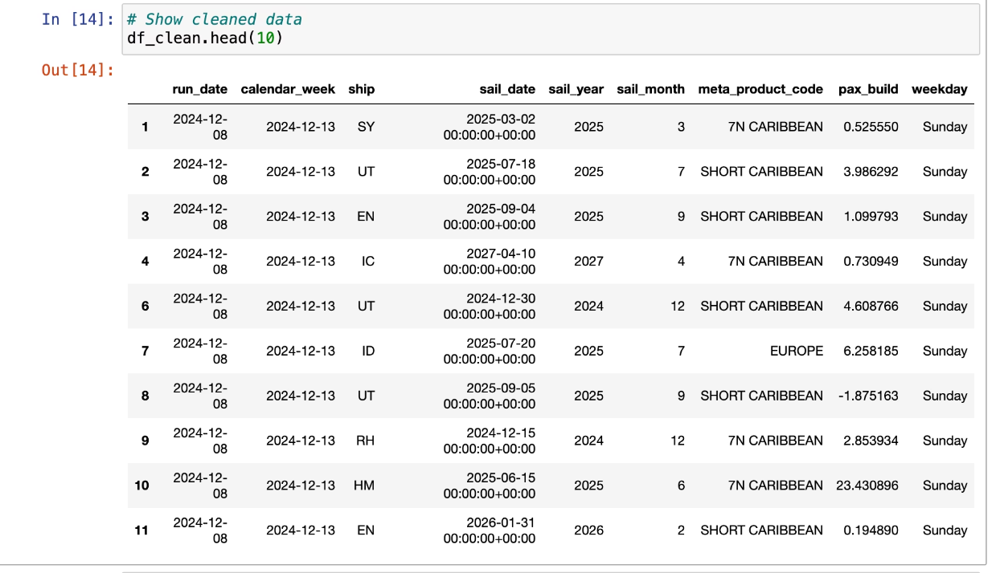 In [14]: # Show cleaned data
df_clean.head(10)
Out[14]:
run_date calendar_week ship sail_date sail_year sail_month meta_product_code pax_build weekday
1 2024-12-08 2024-12-13 SY 2025-03-02 00:00:00+00:00 2025 3 7N CARIBBEAN 0.525550 Sunday
2 2024-12-08 2024-12-13 UT 2025-07-18 00:00:00+00:00 2025 7 SHORT CARIBBEAN 3.986292 Sunday
3 2024-12-08 2024-12-13 EN 2025-09-04 00:00:00+00:00 2025 9 SHORT CARIBBEAN 1.099793 Sunday
4 2024-12-08 2024-12-13 IC 2027-04-10 00:00:00+00:00 2027 4 7N CARIBBEAN 0.730949 Sunday
6 2024-12-08 2024-12-13 UT 2024-12-30 00:00:00+00:00 2024 12 SHORT CARIBBEAN 4.608766 Sunday
7 2024-12-08 2024-12-13 ID 2025-07-20 00:00:00+00:00 2025 7 EUROPE 6.258185 Sunday
8 2024-12-08 2024-12-13 UT 2025-09-05 00:00:00+00:00 2025 9 SHORT CARIBBEAN -1.875163 Sunday
9 2024-12-08 2024-12-13 RH 2024-12-15 00:00:00+00:00 2024 12 7N CARIBBEAN 2.853934 Sunday
10 2024-12-08 2024-12-13 HM 2025-06-15 00:00:00+00:00 2025 6 7N CARIBBEAN 23.430896 Sunday
11 2024-12-08 2024-12-13 EN 2026-01-31 00:00:00+00:00 2026 2 SHORT CARIBBEAN 0.194890 Sunday